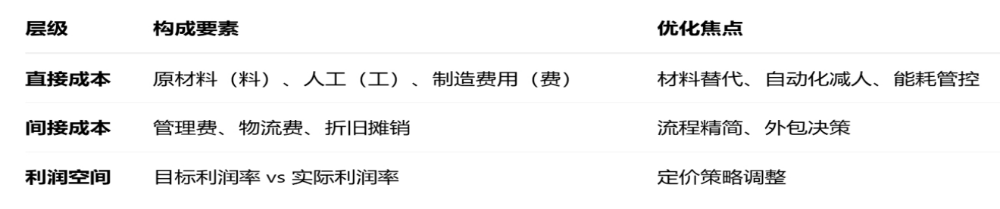 层级 构成要素 优化焦点
直接成本 原材料（料）、人工（工）、制造费用（费） 材料替代、自动化减人、能耗管控
间接成本 管理费、物流费、折旧摊销 流程精简、外包决策
利润空间 目标利润率 vs 实际利润率 定价策略调整